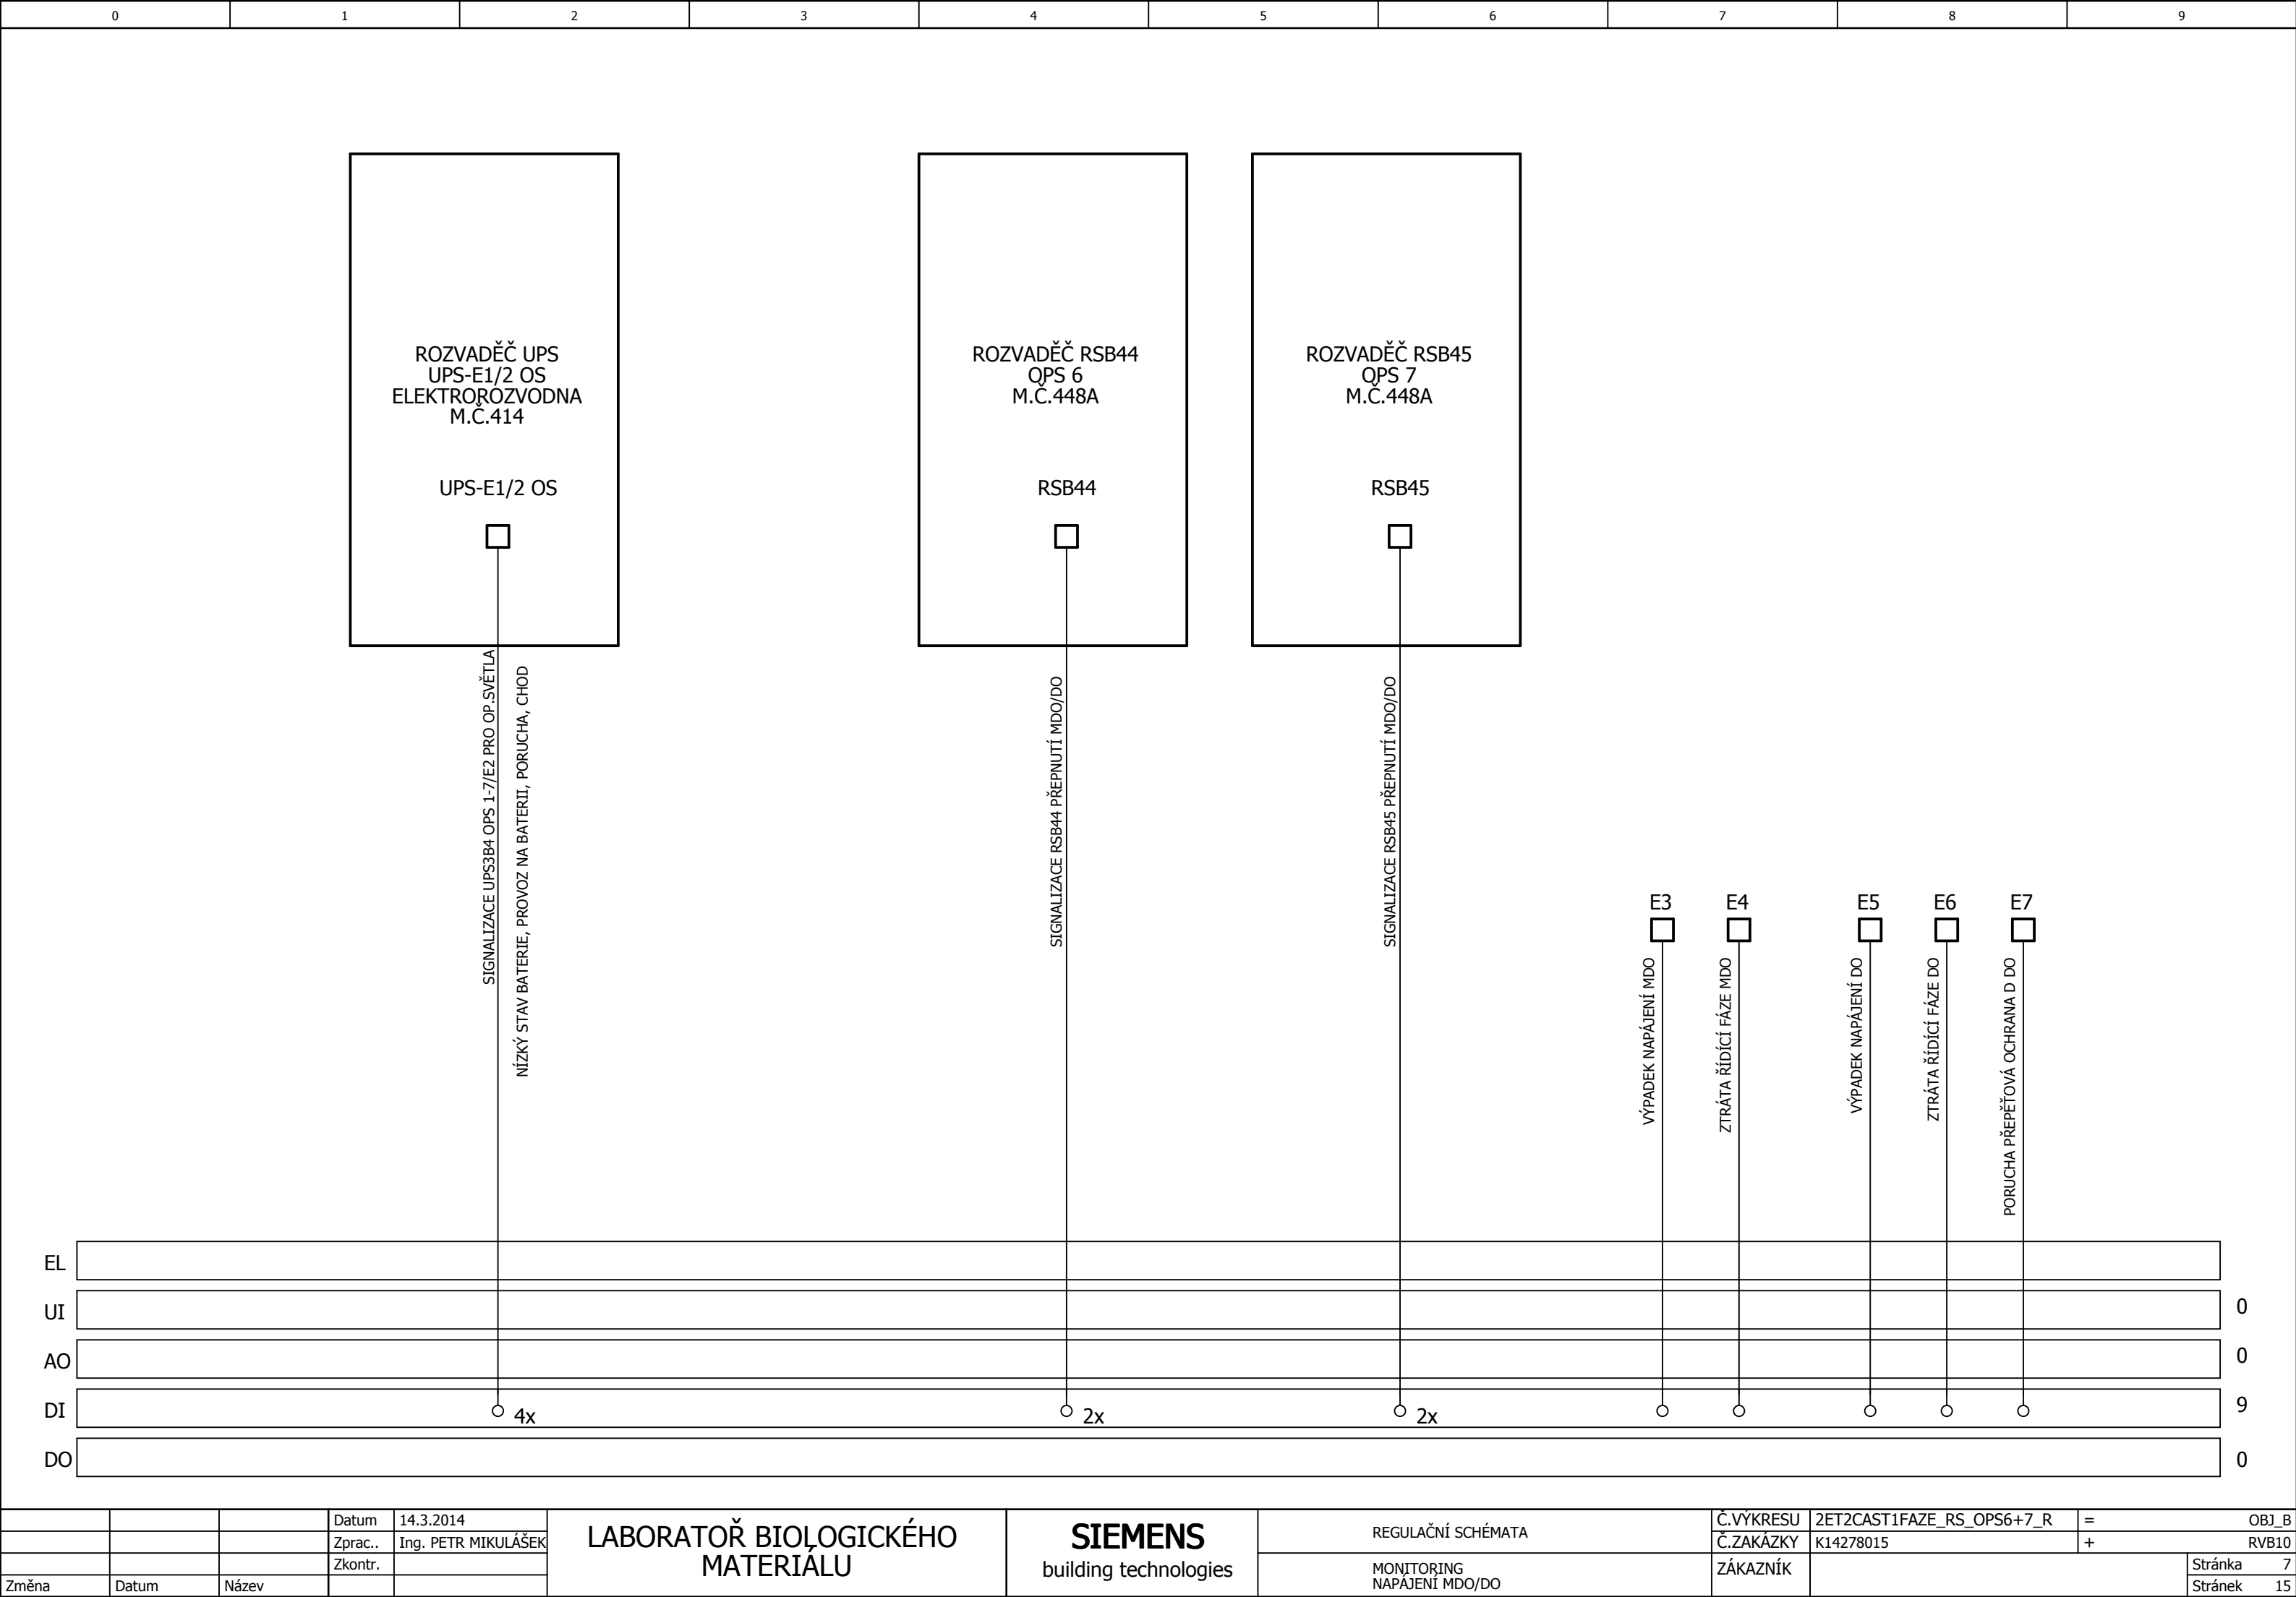 0 1 2 3 4 5 6 7 8 9
ROZVADĚČ UPS
UPS-E1/2 OS
ELEKTROROZVODNA
M.Č.414
UPS-E1/2 OS
ROZVADĚČ RSB44
OPS 6
M.Č.448A
RSB44
ROZVADĚČ RSB45
OPS 7
M.Č.448A
RSB45
SIGNALIZACE UPS3B4 OPS 1-7/E2 PRO OP.SVĚTLA
NÍZKÝ STAV BATERIE, PROVOZ NA BATERII, PORUCHA, CHOD
SIGNALIZACE RSB44 PŘEPNUTÍ MDO/DO
SIGNALIZACE RSB45 PŘEPNUTÍ MDO/DO
E3 E4 E5 E6 E7
VÝPADEK NAPÁJENÍ MDO
ZTRÁTA ŘÍDÍCÍ FÁZE MDO
VÝPADEK NAPÁJENÍ DO
ZTRÁTA ŘÍDÍCÍ FÁZE DO
PORUCHA PŘEPĚŤOVÁ OCHRANA D DO
EL
UI 0
AO 0
DI 4x 2x 2x 9
DO 0
Datum 14.3.2014
Zprac.. Ing. PETR MIKULÁŠEK
Zkontr.
Změna Datum Název
LABORATOŘ BIOLOGICKÉHO
MATERIÁLU
SIEMENS
building technologies
REGULAČNÍ SCHÉMATA
MONITORING
NAPÁJENÍ MDO/DO
Č.VÝKRESU 2ET2CAST1FAZE_RS_OPS6+7_R = OBJ_B
Č.ZAKÁZKY K14278015 + RVB10
ZÁKAZNÍK
Stránka 7
Stránek 15